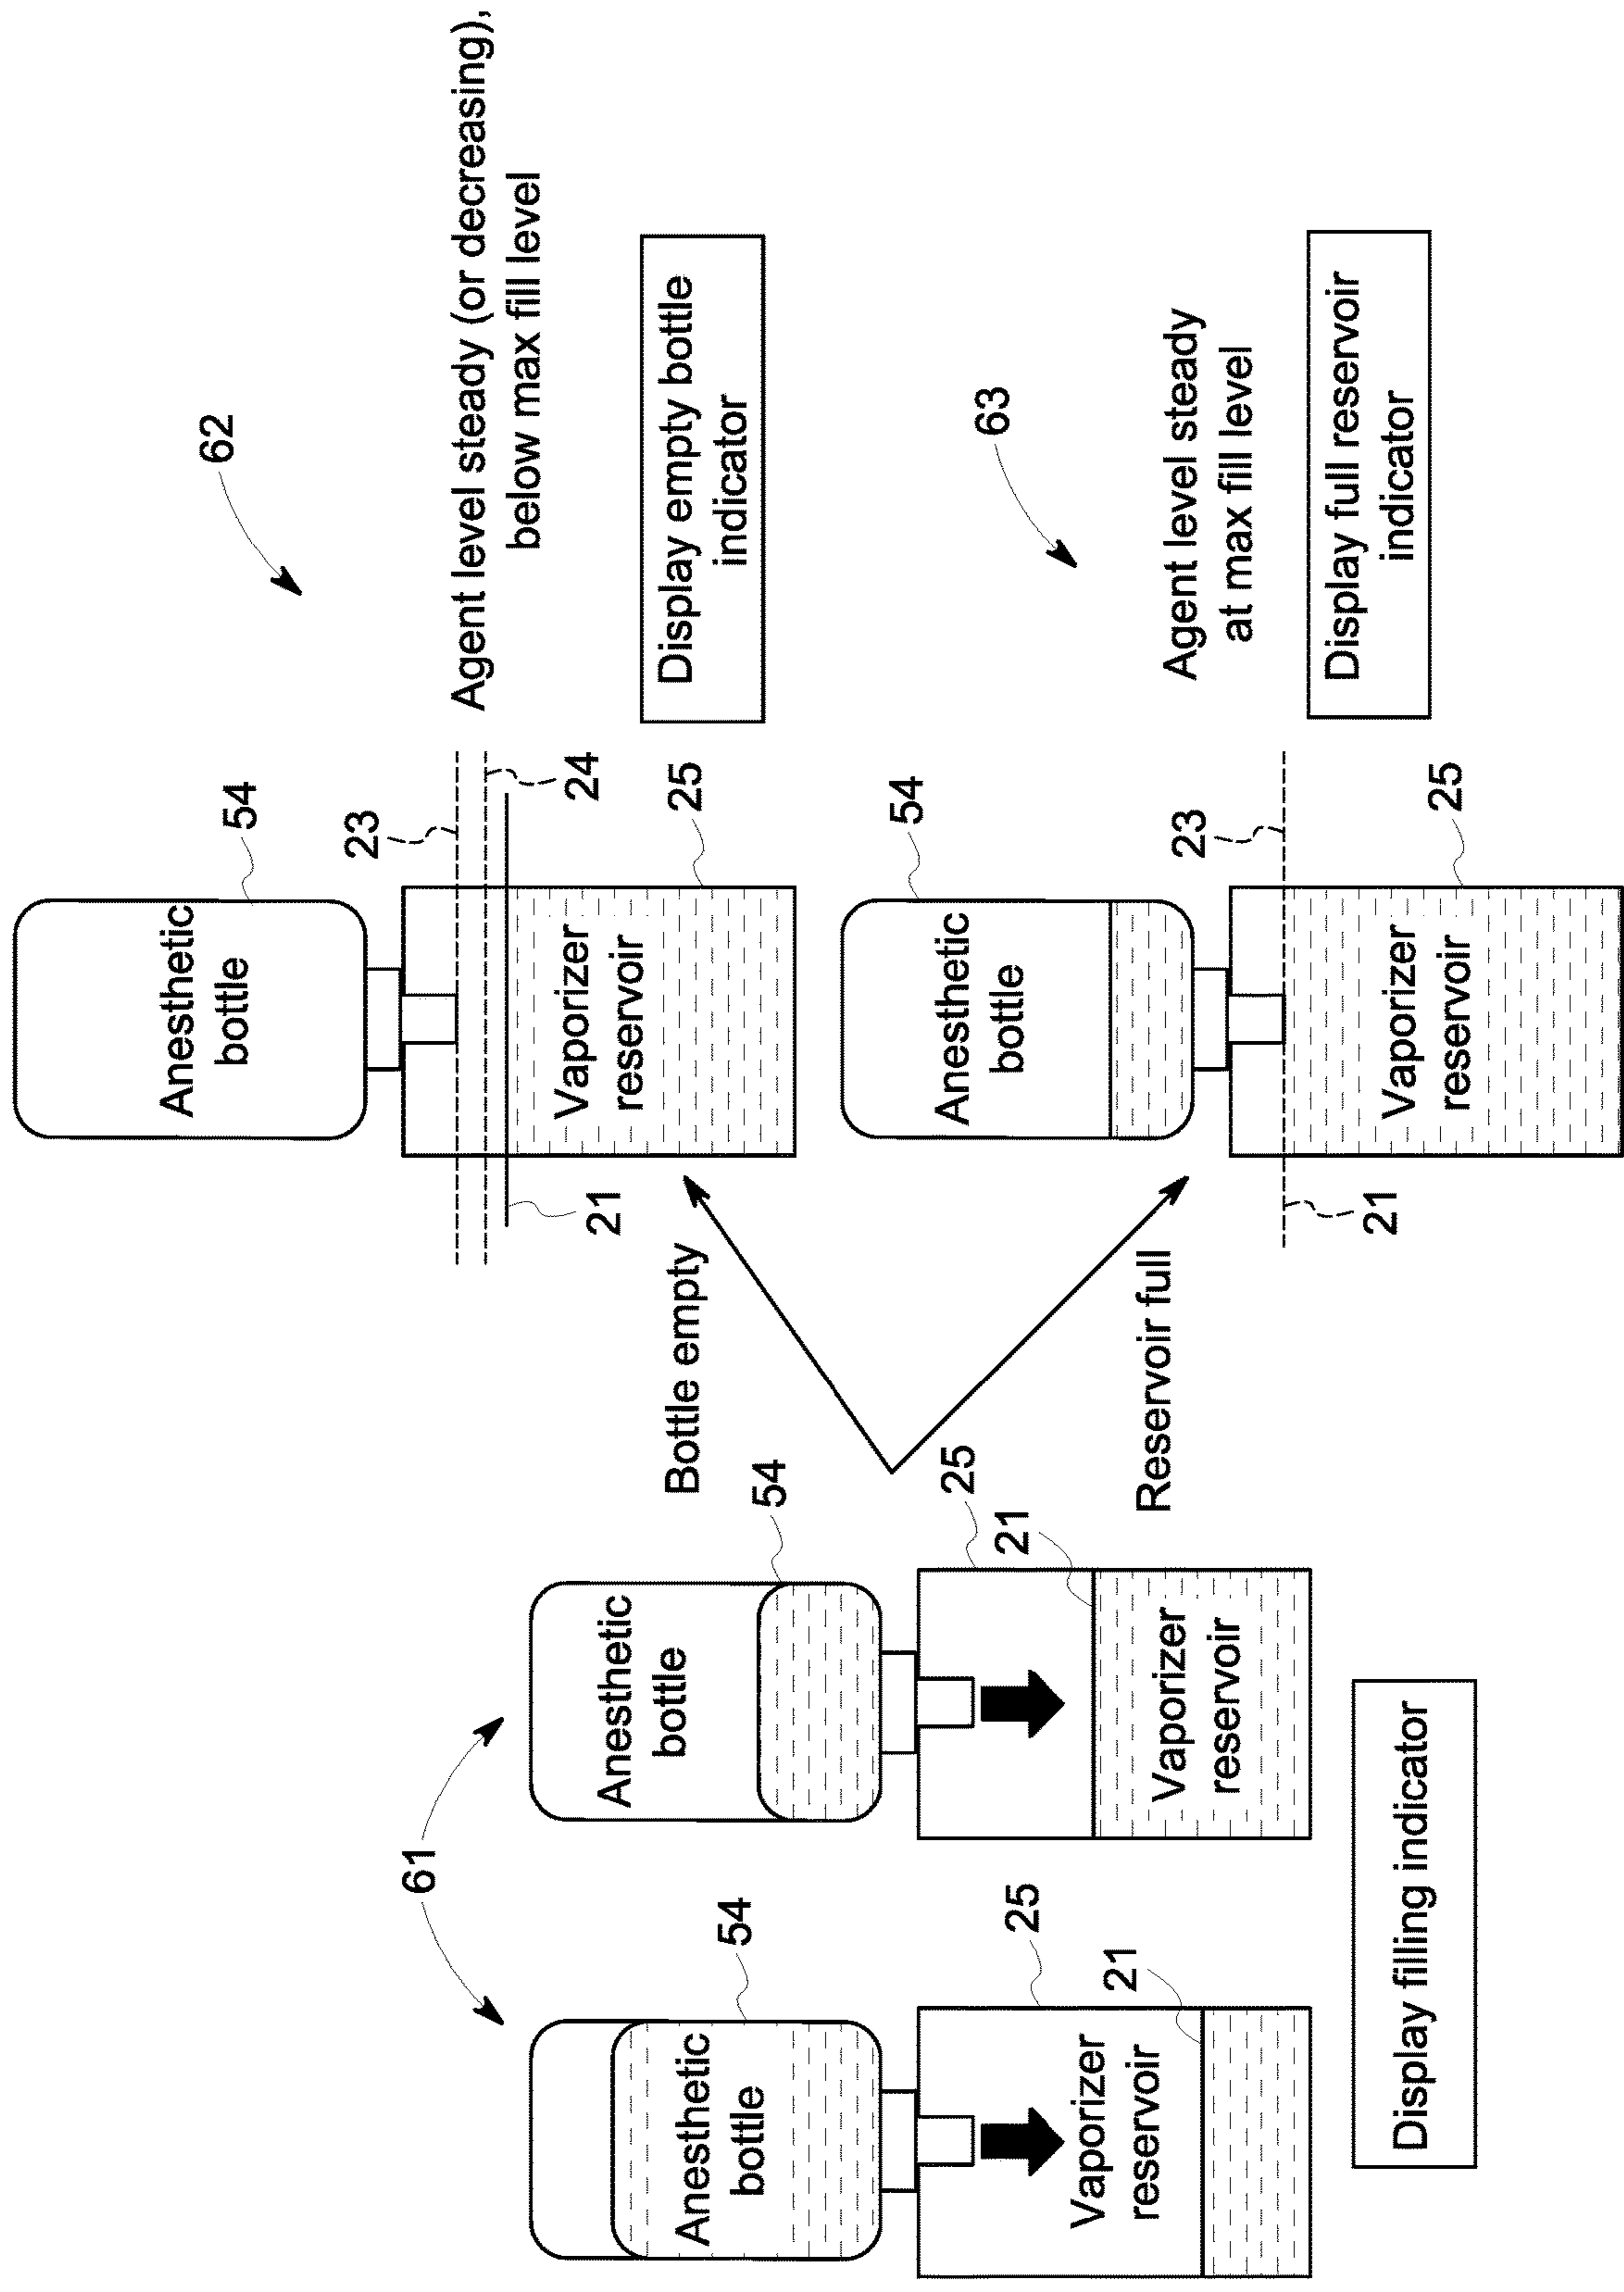 61
54
Anesthetic
bottle
25
21
Vaporizer
reservoir
54
Anesthetic
bottle
25
21
Vaporizer
reservoir
Display filling indicator
Bottle empty
Reservoir full
62
54
Anesthetic
bottle
23
24
21
25
Vaporizer
reservoir
Agent level steady (or decreasing),
below max fill level
Display empty bottle
indicator
63
54
Anesthetic
bottle
23
21
25
Vaporizer
reservoir
Agent level steady
at max fill level
Display full reservoir
indicator